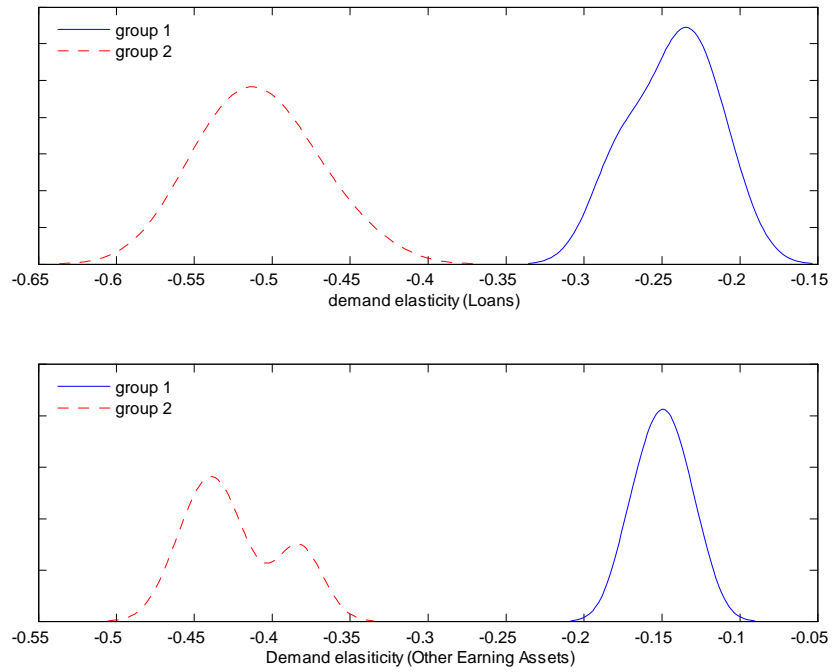 group 1
group 2
-0.65 -0.6 -0.55 -0.5 -0.45 -0.4 -0.35 -0.3 -0.25 -0.2 -0.15
demand elasticity (Loans)
group 1
group 2
-0.55 -0.5 -0.45 -0.4 -0.35 -0.3 -0.25 -0.2 -0.15 -0.1 -0.05
Demand elasiticity (Other Earning Assets)